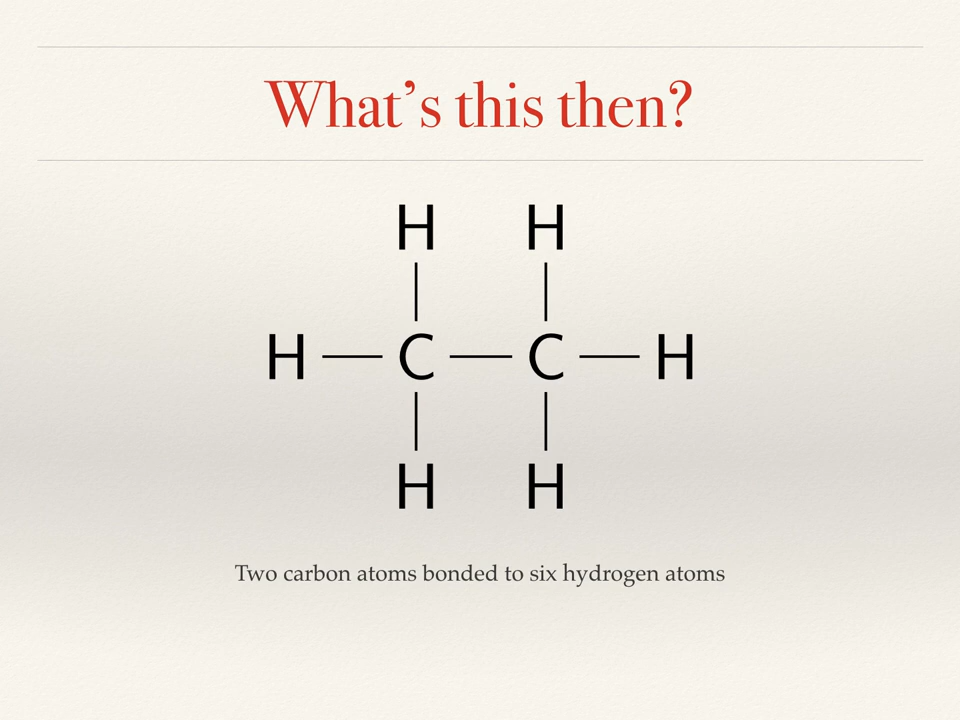 What’s this then?
H H
H C C H
H H
Two carbon atoms bonded to six hydrogen atoms